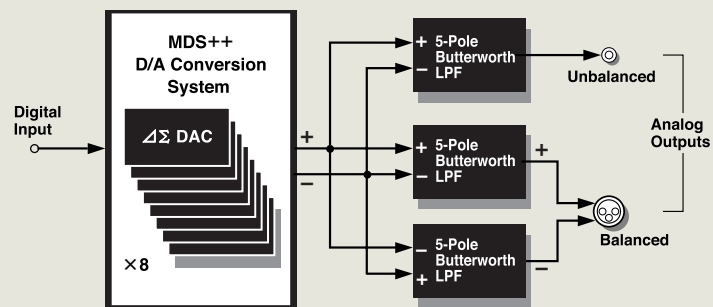 MDS++
D/A Conversion
System
Digital
Input
ΔΣ DAC
×8
+
−
+ 5-Pole
Butterworth
− LPF
Unbalanced
+ 5-Pole
Butterworth
− LPF
+
− 5-Pole
Butterworth
+ LPF
−
Balanced
Analog
Outputs